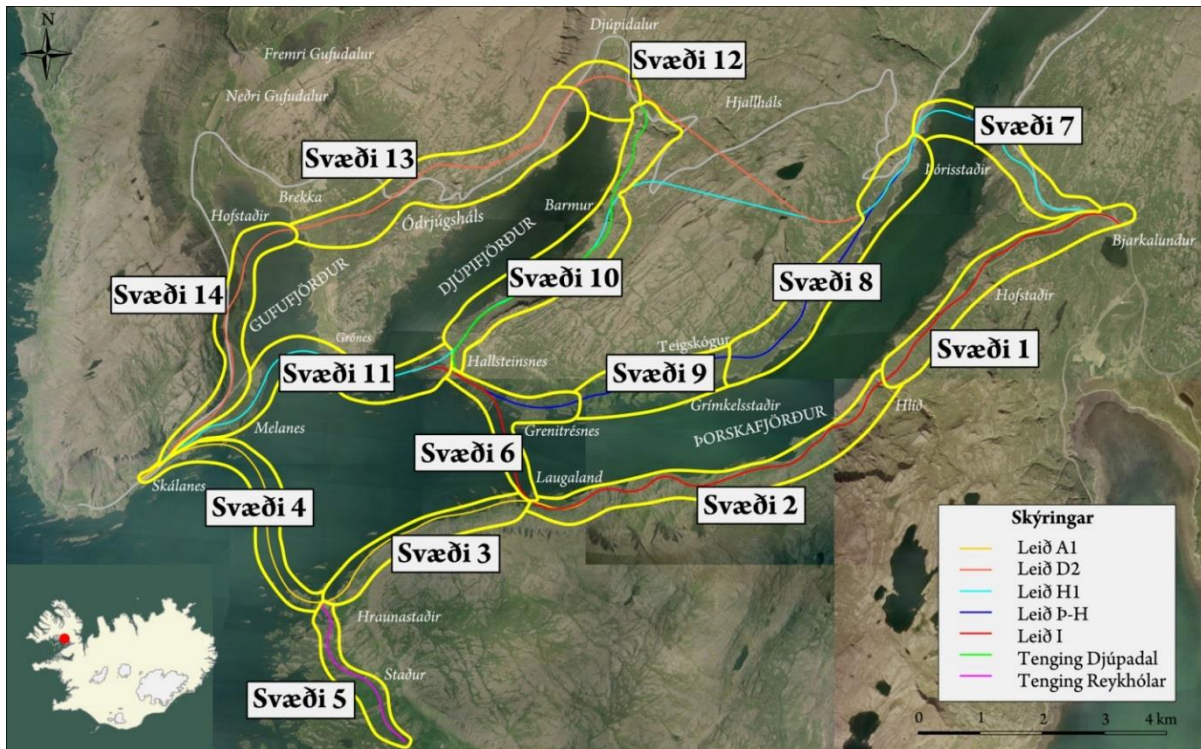 N
Djúpidalur
Fremri Gufudalur
Svæði 12
Neðri Gufudalur
Hjallháls
Svæði 7
Svæði 13
Þórisstaðir
Brekka
Hofstaðir
Barmur
Ódrjúgsháls
Bjarkalundur
DJÚPIFJÖRÐUR
GUFUFJÖRÐUR
Svæði 10
Svæði 8
Svæði 14
Hofstaðir
Grónes
Teigskógur
Svæði 1
Hallsteinsnes
Svæði 11
Svæði 9
Hlíð
Grímkelsstaðir
Melanes
Grenitrésnes
ÞORSKAFJÖRÐUR
Svæði 6
Skálanes
Laugaland
Svæði 4
Svæði 2
Svæði 3
Skýringar
Leið A1
Leið D2
Leið H1
Leið Þ-H
Leið I
Tenging Djúpadal
Tenging Reykhólar
Hraunastaðir
Staður
Svæði 5
0 1 2 3 4 km